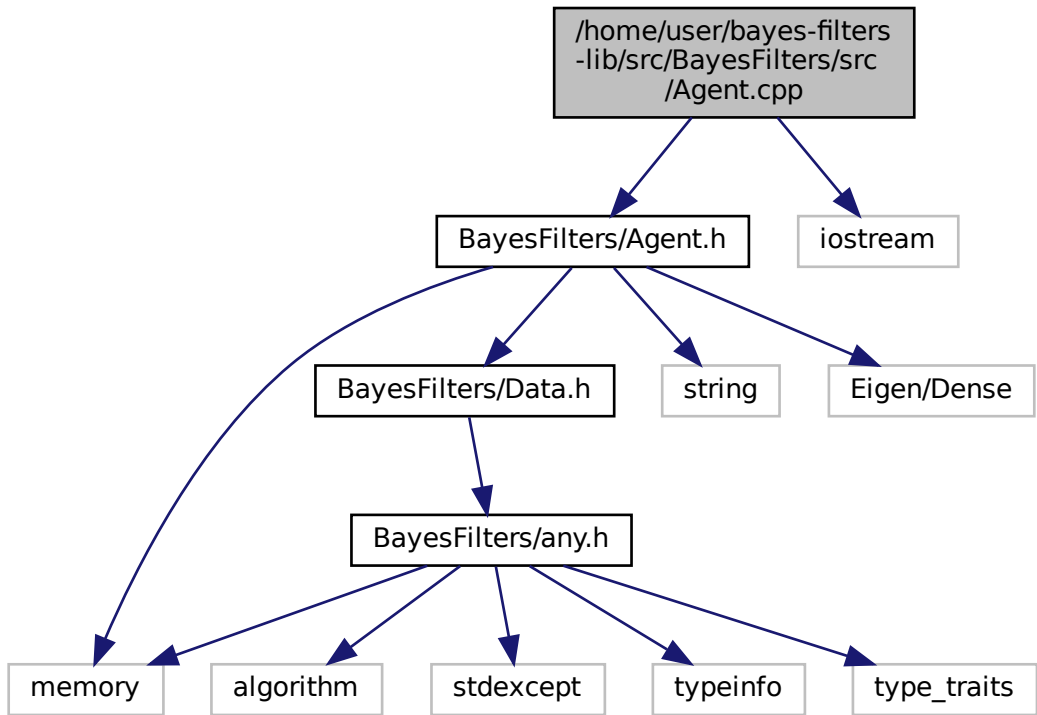 /home/user/bayes-filters
-lib/src/BayesFilters/src
/Agent.cpp
BayesFilters/Agent.h
iostream
BayesFilters/Data.h
string
Eigen/Dense
BayesFilters/any.h
memory
algorithm
stdexcept
typeinfo
type_traits